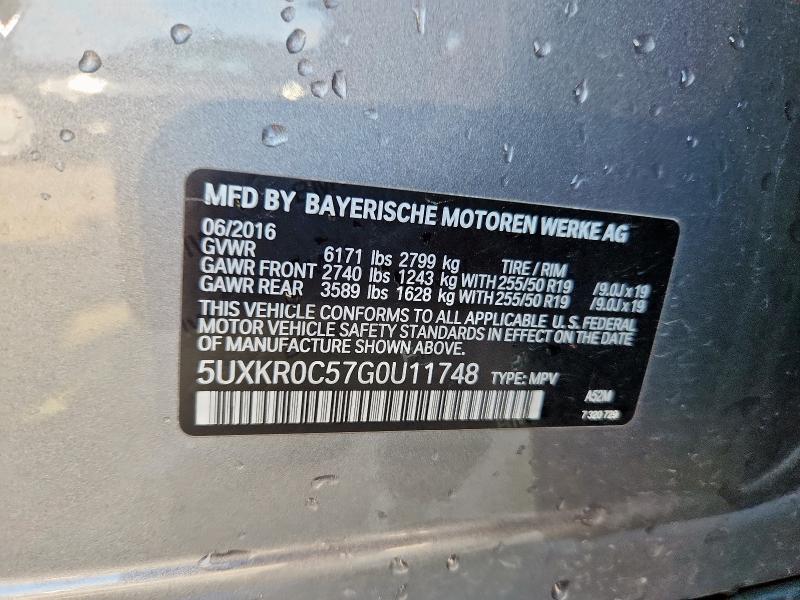 MFD BY BAYERISCHE MOTOREN WERKE AG
06/2016
GVWR 6171 lbs 2799 kg TIRE / RIM
GAWR FRONT 2740 lbs 1243 kg WITH 255/50 R19 / 9.0J x 19
GAWR REAR 3589 lbs 1628 kg WITH 255/50 R19 / 9.0J x 19
THIS VEHICLE CONFORMS TO ALL APPLICABLE U. S. FEDERAL
MOTOR VEHICLE SAFETY STANDARDS IN EFFECT ON THE DATE
OF MANUFACTURE SHOWN ABOVE.
5UXKR0C57G0U11748 TYPE: MPV A52M
7 320 729